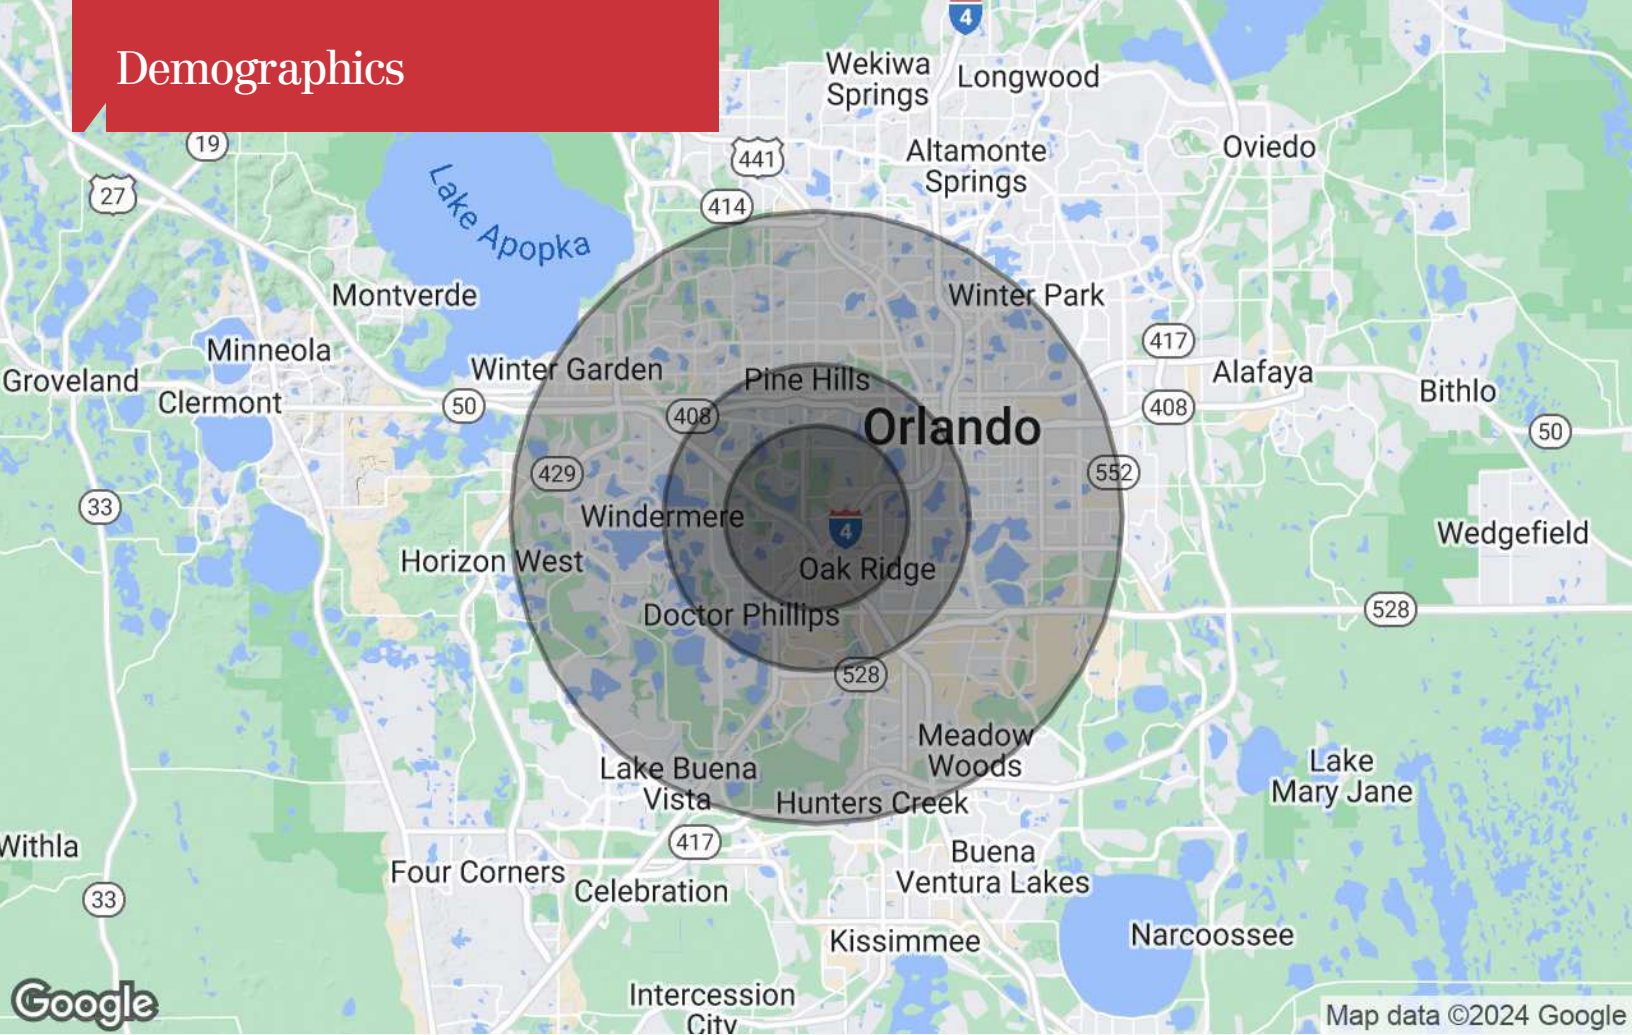 Demographics
4
Wekiwa
Springs
Longwood
19
441
Altamonte
Springs
Oviedo
27
414
Lake Apopka
Montverde
Winter Park
417
Minneola
Groveland
Winter Garden
Pine Hills
Alafaya
Bithlo
Clermont
50
408
Orlando
408
50
429
552
33
Windermere
4
Wedgefield
Horizon West
Oak Ridge
Doctor Phillips
528
528
Meadow
Woods
Lake Buena
Vista
Hunters Creek
Lake
Mary Jane
Withla
417
Four Corners
Celebration
Buena
Ventura Lakes
33
Kissimmee
Narcoossee
Intercession
City
Google
Map data ©2024 Google